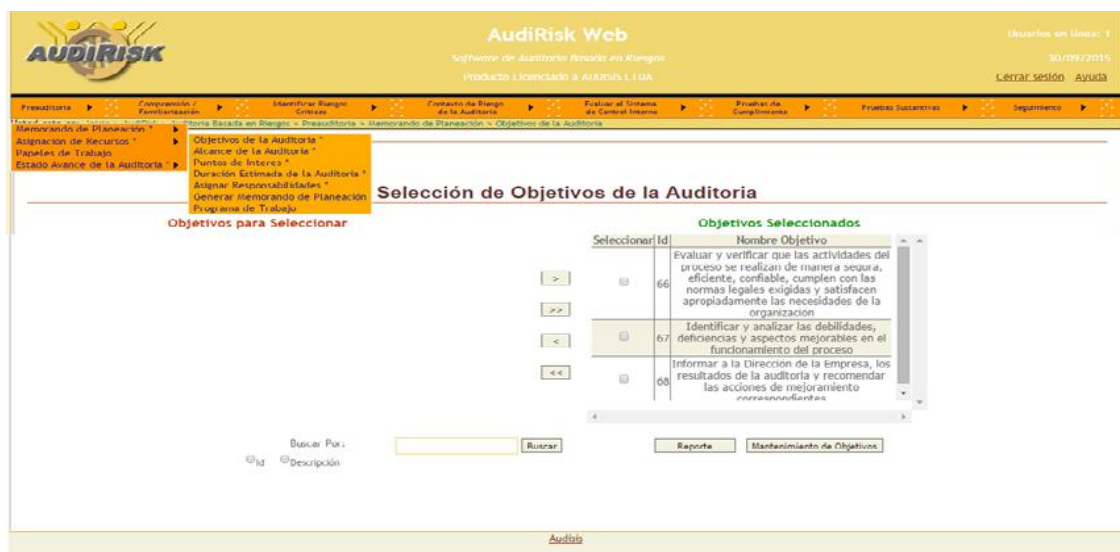 AUDIRISK
AudiRisk Web
Software de Auditoria Basada en Riesgos
Producto Licenciado a AUDISIS LTDA
Usuarios en línea: 1
30/09/2015
Cerrar sesión Ayuda
Preauditoria
Comprensión /
Familiarización
Identificar Riesgos
Críticos
Contexto de Riesgo
de la Auditoria
Evaluar el Sistema
de Control Interno
Pruebas de
Cumplimiento
Pruebas Sustantivas
Seguimiento
Basada en Riesgos > Preauditoria > Memorando de Planeación > Objetivos de la Auditoria
Memorando de Planeación *
Asignación de Recursos *
Papeles de Trabajo
Estado Avance de la Auditoria *
Objetivos de la Auditoria *
Alcance de la Auditoria *
Puntos de Interes *
Duración Estimada de la Auditoria *
Asignar Responsabilidades *
Generar Memorando de Planeación
Programa de Trabajo
Selección de Objetivos de la Auditoria
Objetivos para Seleccionar
Objetivos Seleccionados
Seleccionar Id Nombre Objetivo
Evaluar y verificar que las actividades del
proceso se realizan de manera segura,
eficiente, confiable, cumplen con las
66 normas legales exigidas y satisfacen
apropiadamente las necesidades de la
organización
Identificar y analizar las debilidades,
67 deficiencias y aspectos mejorables en el
funcionamiento del proceso
Informar a la Dirección de la Empresa, los
68 resultados de la auditoria y recomendar
las acciones de mejoramiento
correspondientes
>
>>
<
<<
Buscar Por:
Buscar
Id Descripción
Reporte
Mantenimiento de Objetivos
Audisis